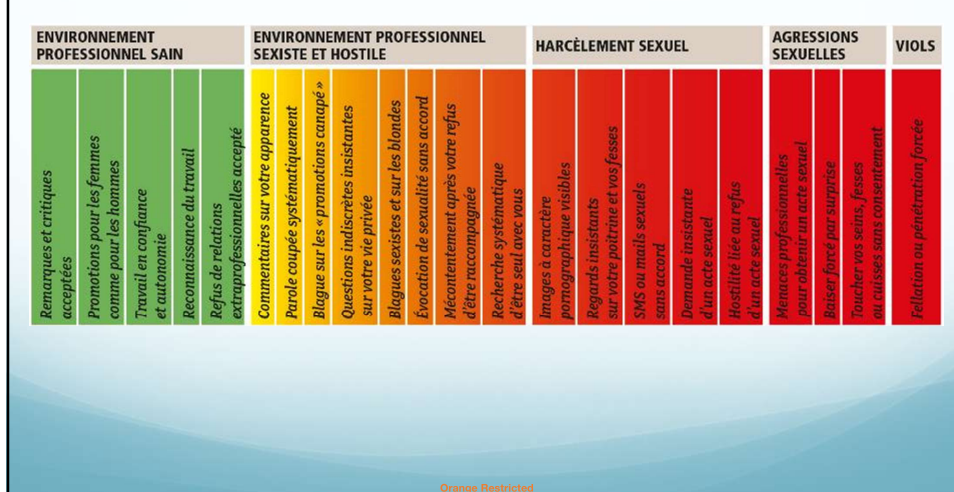 ENVIRONNEMENT
PROFESSIONNEL SAIN
ENVIRONNEMENT PROFESSIONNEL
SEXISTE ET HOSTILE
HARCÈLEMENT SEXUEL
AGRESSIONS
SEXUELLES
VIOLS
Remarques et critiques
acceptées
Promotions pour les femmes
comme pour les hommes
Travail en confiance
et autonomie
Reconnaissance du travail
Refus de relations
extraprofessionnelles accepté
Commentaires sur votre apparence
Parole coupée systématiquement
Blague sur les « promotions canapé »
Questions indiscrètes insistantes
sur votre vie privée
Blagues sexistes et sur les blondes
Évocation de sexualité sans accord
Mécontentement après votre refus
d'être raccompagnée
Recherche systématique
d'être seul avec vous
Images à caractère
pornographique visibles
Regards insistants
sur votre poitrine et vos fesses
SMS ou mails sexuels
sans accord
Demande insistante
d'un acte sexuel
Hostilité liée au refus
d'un acte sexuel
Menaces professionnelles
pour obtenir un acte sexuel
Baiser forcé par surprise
Toucher vos seins, fesses
ou cuisses sans consentement
Fellation ou pénétration forcée
Orange Restricted